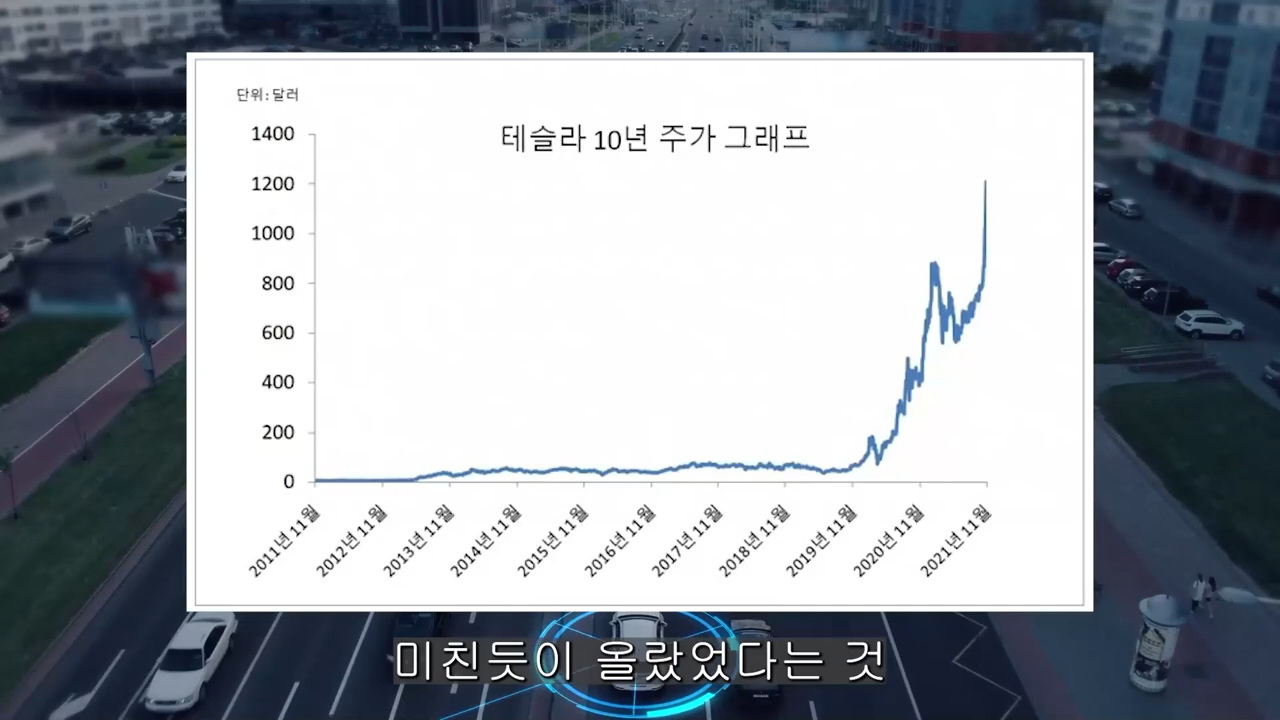 단위:달러
테슬라 10년 주가 그래프
1400
1200
1000
800
600
400
200
0
2011년 11월
2012년 11월
2013년 11월
2014년 11월
2015년 11월
2016년 11월
2017년 11월
2018년 11월
2019년 11월
2020년 11월
2021년 11월
미친듯이 올랐었다는 것